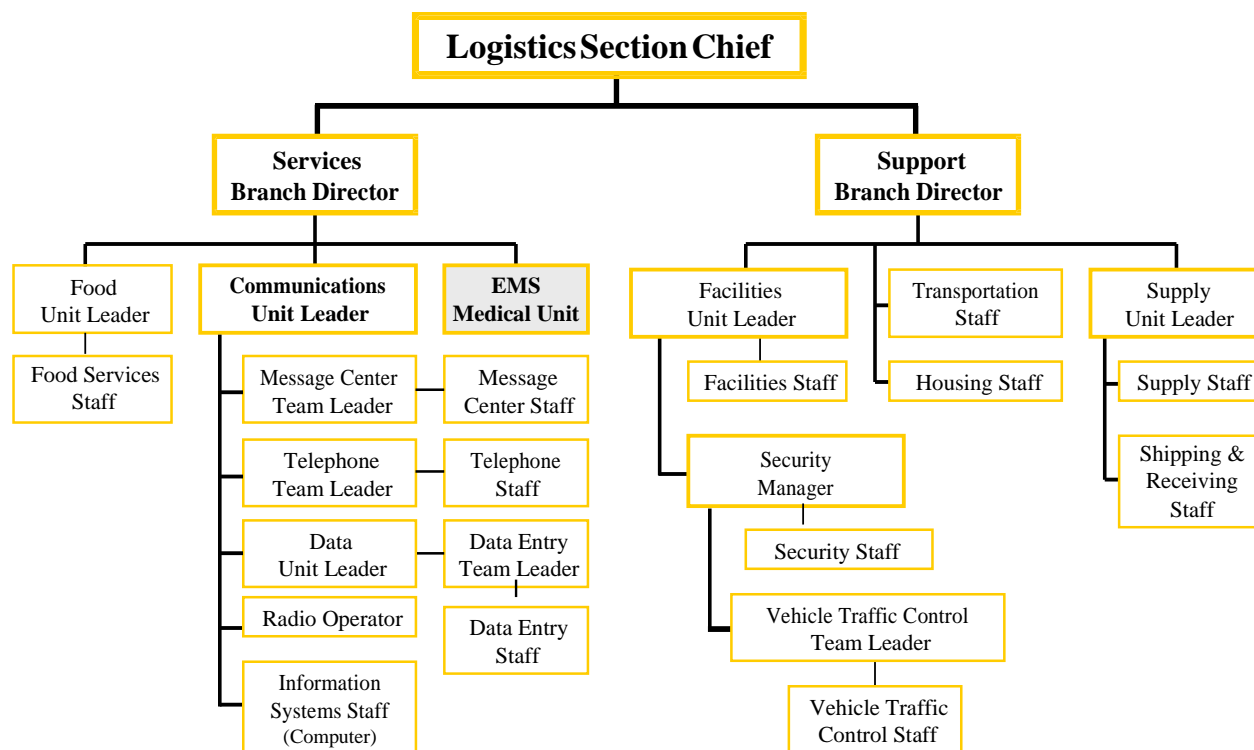 Logistics Section Chief
Services
Branch Director
Support
Branch Director
Food
Unit Leader
Communications
Unit Leader
EMS
Medical Unit
Facilities
Unit Leader
Transportation
Staff
Supply
Unit Leader
Food Services
Staff
Message Center
Team Leader
Message
Center Staff
Facilities Staff
Housing Staff
Supply Staff
Telephone
Team Leader
Telephone
Staff
Security
Manager
Shipping &
Receiving
Staff
Data
Unit Leader
Data Entry
Team Leader
Security Staff
Radio Operator
Data Entry
Staff
Vehicle Traffic Control
Team Leader
Information
Systems Staff
(Computer)
Vehicle Traffic
Control Staff